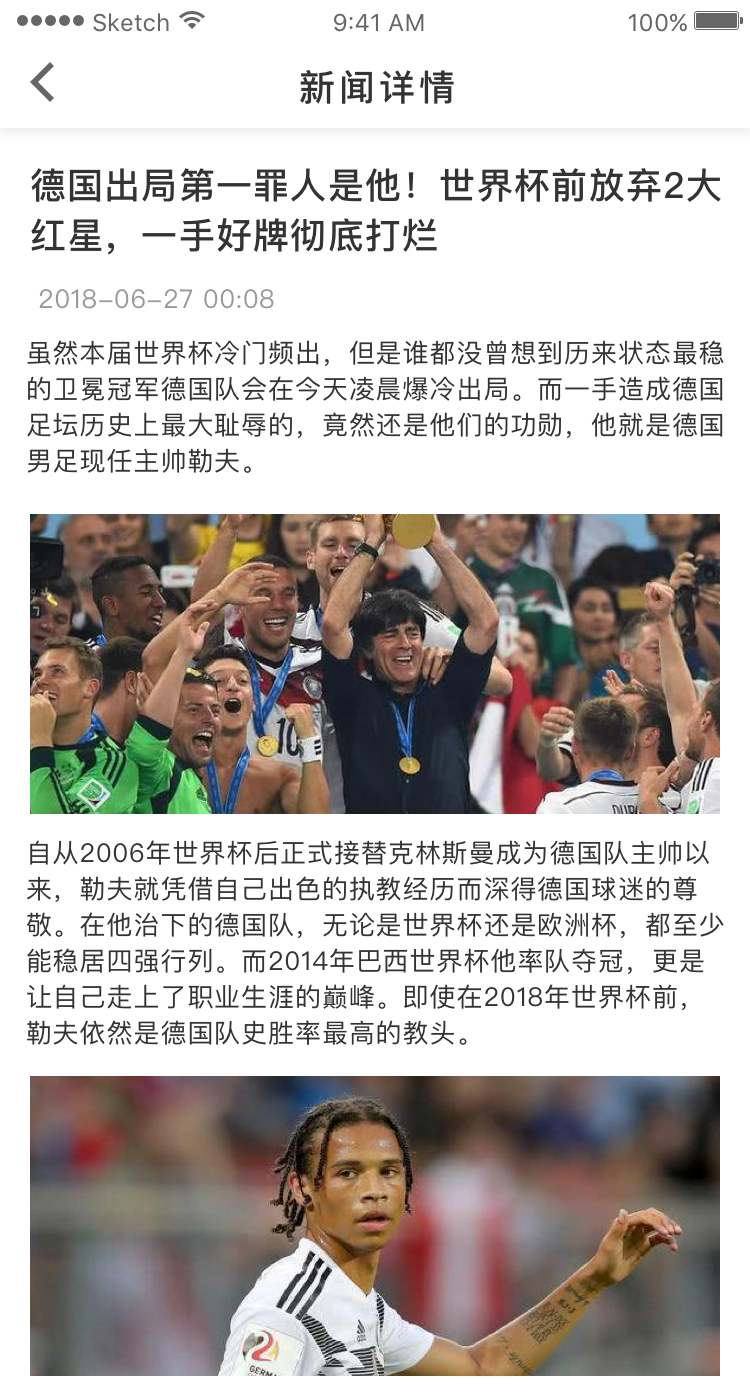 ●●●●● Sketch 9:41 AM 100%
新闻详情
德国出局第一罪人是他！世界杯前放弃2大
红星，一手好牌彻底打烂
2018-06-27 00:08
虽然本届世界杯冷门频出，但是谁都没曾想到历来状态最稳
的卫冕冠军德国队会在今天凌晨爆冷出局。而一手造成德国
足坛历史上最大耻辱的，竟然还是他们的功勋，他就是德国
男足现任主帅勒夫。
10
自从2006年世界杯后正式接替克林斯曼成为德国队主帅以
来，勒夫就凭借自己出色的执教经历而深得德国球迷的尊
敬。在他治下的德国队，无论是世界杯还是欧洲杯，都至少
能稳居四强行列。而2014年巴西世界杯他率队夺冠，更是
让自己走上了职业生涯的巅峰。即使在2018年世界杯前，
勒夫依然是德国队史胜率最高的教头。